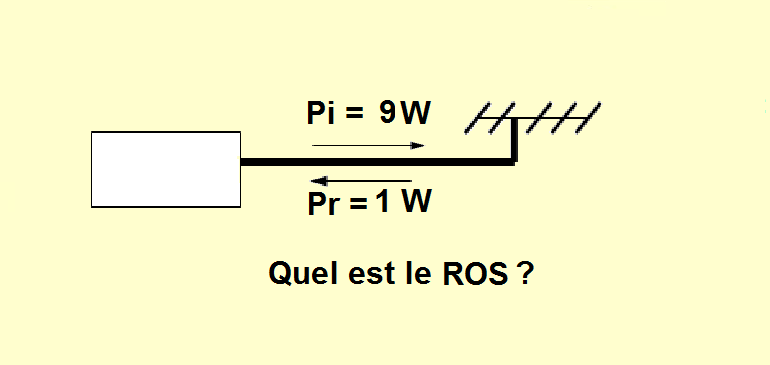 Pi = 9W
Pr = 1 W
Quel est le ROS ?